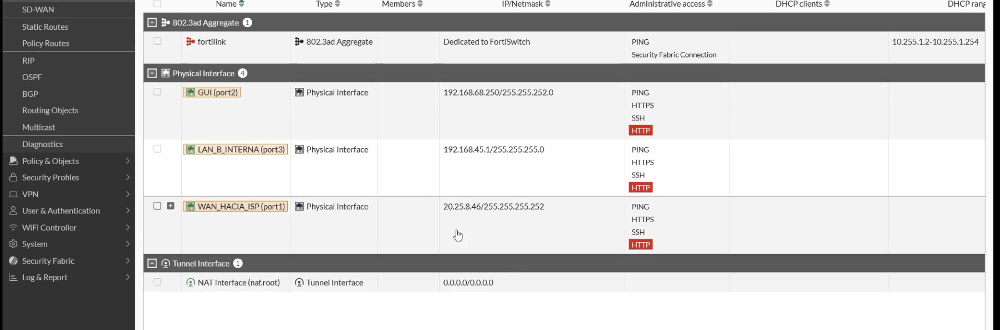 SD-WAN
Static Routes
Policy Routes
RIP
OSPF
BGP
Routing Objects
Multicast
Diagnostics
Policy & Objects
Security Profiles
VPN
User & Authentication
WiFi Controller
System
Security Fabric
Log & Report
Name Type Members IP/Netmask Administrative access DHCP clients DHCP rang
802.3ad Aggregate 1
fortilink 802.3ad Aggregate Dedicated to FortiSwitch PING 10.255.1.2-10.255.1.254
Security Fabric Connection
Physical Interface 4
GUI (port2) Physical Interface 192.168.68.250/255.255.252.0 PING
HTTPS
SSH
HTTP
LAN_B_INTERNA (port3) Physical Interface 192.168.45.1/255.255.255.0 PING
HTTPS
SSH
HTTP
WAN_HACIA_ISP (port1) Physical Interface 20.25.8.46/255.255.255.252 PING
HTTPS
SSH
HTTP
Tunnel Interface 1
NAT interface (naf.root) Tunnel Interface 0.0.0.0/0.0.0.0